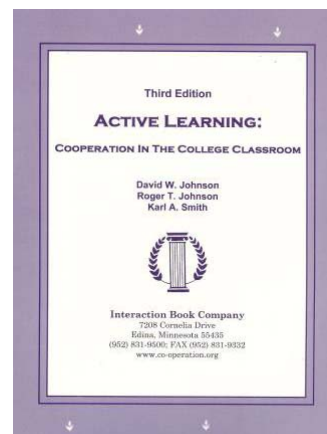 Third Edition
ACTIVE LEARNING:
COOPERATION IN THE COLLEGE CLASSROOM
David W. Johnson
Roger T. Johnson
Karl A. Smith
Interaction Book Company
7208 Cornelia Drive
Edina, Minnesota 55435
(952) 831-9500; FAX (952) 831-9332
www.co-operation.org